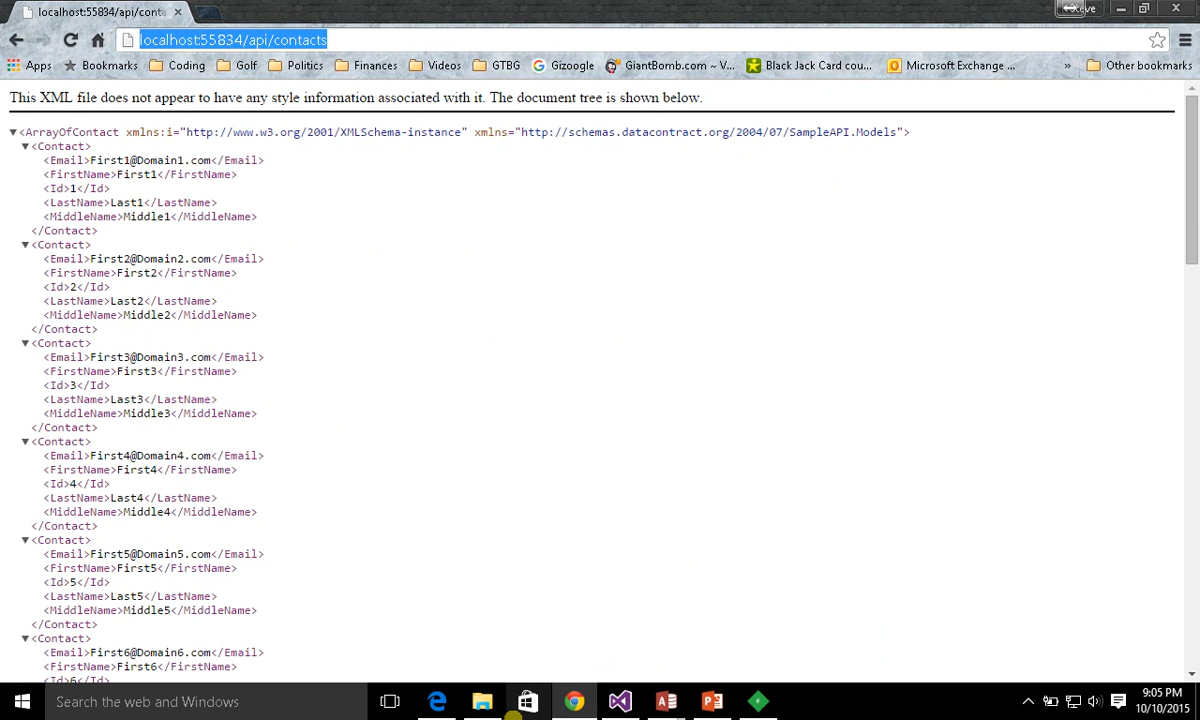 localhost:55834/api/conta
Steve
localhost:55834/api/contacts
Apps Bookmarks Coding Golf Politics Finances Videos GTBG Gizoogle GiantBomb.com ~ V... Black Jack Card cou... Microsoft Exchange ... » Other bookmarks
This XML file does not appear to have any style information associated with it. The document tree is shown below.
<ArrayOfContact xmlns:i="http://www.w3.org/2001/XMLSchema-instance" xmlns="http://schemas.datacontract.org/2004/07/SampleAPI.Models">
<Contact>
<Email>First1@Domain1.com</Email>
<FirstName>First1</FirstName>
<Id>1</Id>
<LastName>Last1</LastName>
<MiddleName>Middle1</MiddleName>
</Contact>
<Contact>
<Email>First2@Domain2.com</Email>
<FirstName>First2</FirstName>
<Id>2</Id>
<LastName>Last2</LastName>
<MiddleName>Middle2</MiddleName>
</Contact>
<Contact>
<Email>First3@Domain3.com</Email>
<FirstName>First3</FirstName>
<Id>3</Id>
<LastName>Last3</LastName>
<MiddleName>Middle3</MiddleName>
</Contact>
<Contact>
<Email>First4@Domain4.com</Email>
<FirstName>First4</FirstName>
<Id>4</Id>
<LastName>Last4</LastName>
<MiddleName>Middle4</MiddleName>
</Contact>
<Contact>
<Email>First5@Domain5.com</Email>
<FirstName>First5</FirstName>
<Id>5</Id>
<LastName>Last5</LastName>
<MiddleName>Middle5</MiddleName>
</Contact>
<Contact>
<Email>First6@Domain6.com</Email>
<FirstName>First6</FirstName>
<Id>6</Id>
Search the web and Windows
9:05 PM
10/10/2015